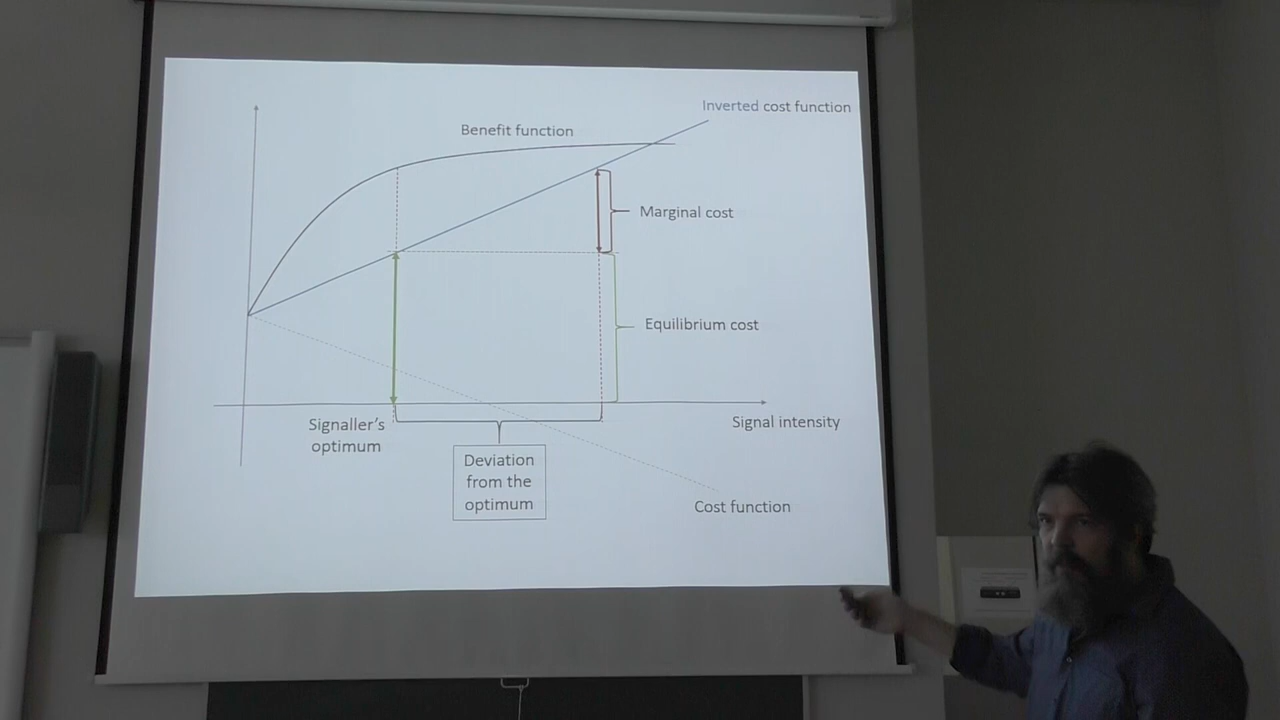 Inverted cost function
Benefit function
Marginal cost
Equilibrium cost
Signaller's
optimum
Signal intensity
Deviation
from the
optimum
Cost function